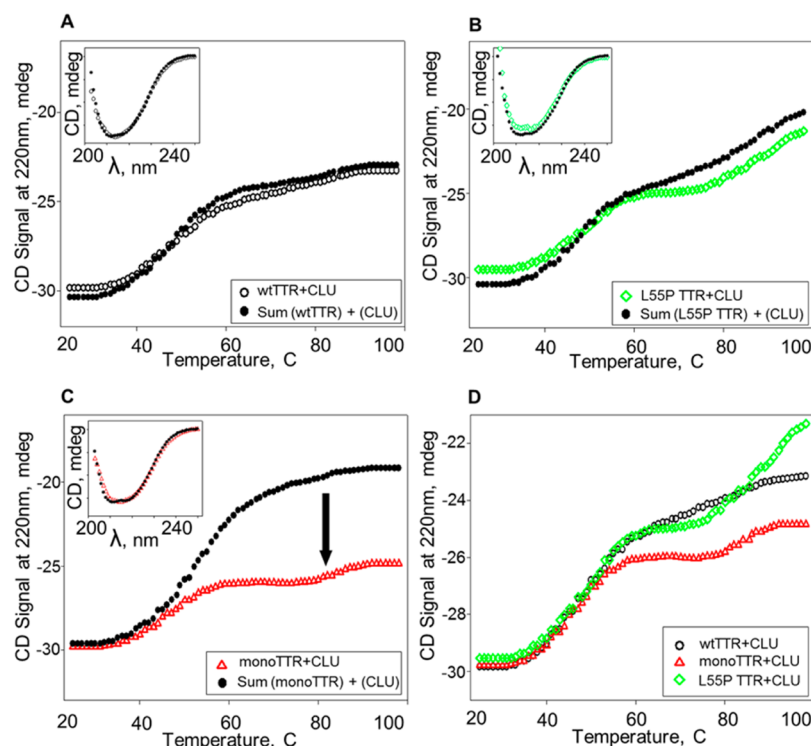 A
CD Signal at 220nm, mdeg
-20
-25
-30
CD, mdeg
200 240
λ, nm
wtTTR+CLU
Sum (wtTTR) + (CLU)
20 40 60 80 100
Temperature, C
B
CD Signal at 220nm, mdeg
-20
-25
-30
CD, mdeg
200 240
λ, nm
L55P TTR+CLU
Sum (L55P TTR) + (CLU)
20 40 60 80 100
Temperature, C
C
CD Signal at 220nm, mdeg
-20
-25
-30
CD, mdeg
200 240
λ, nm
monoTTR+CLU
Sum (monoTTR) + (CLU)
20 40 60 80 100
Temperature, C
D
CD Signal at 220nm, mdeg
-22
-24
-26
-28
-30
wtTTR+CLU
monoTTR+CLU
L55P TTR+CLU
20 40 60 80 100
Temperature, C